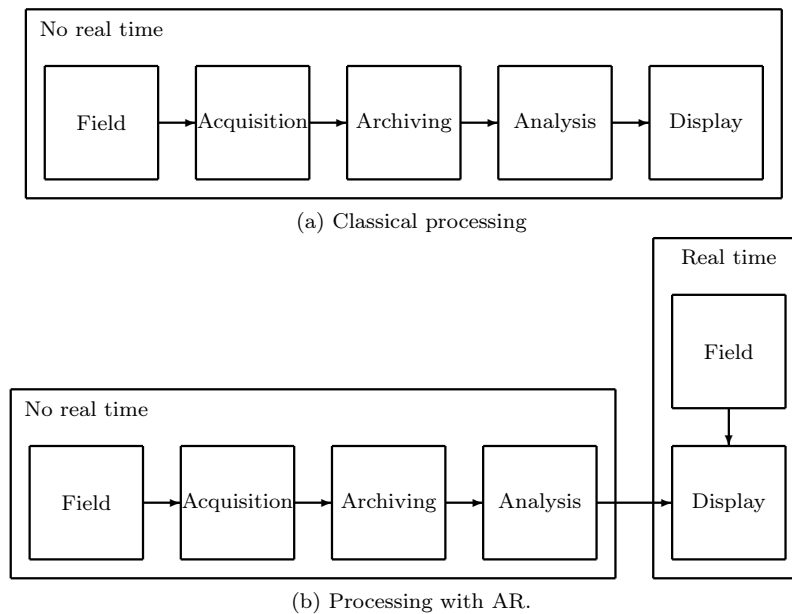 No real time
Field
Acquisition
Archiving
Analysis
Display
(a) Classical processing
Real time
Field
No real time
Field
Acquisition
Archiving
Analysis
Display
(b) Processing with AR.